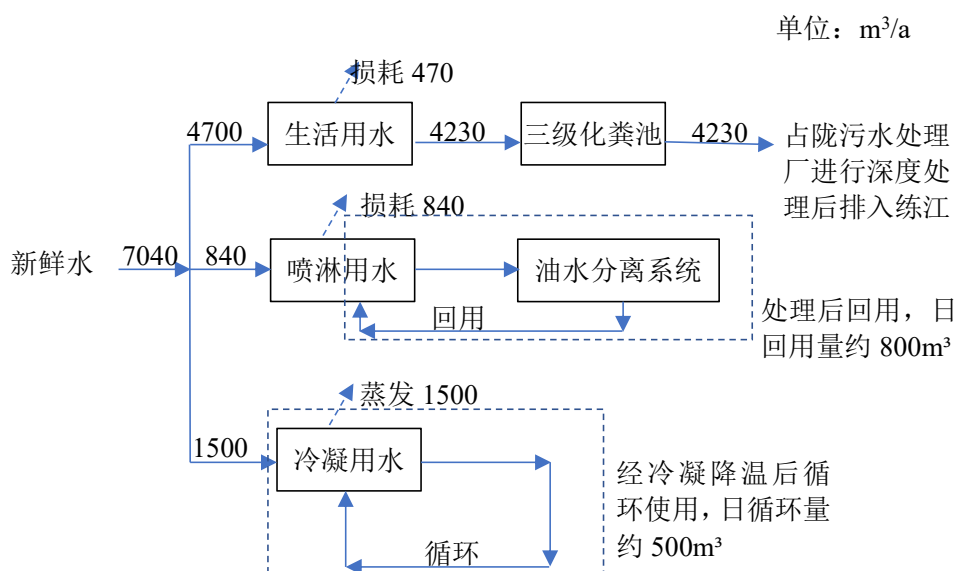 单位：m³/a
损耗 470
4700
生活用水
4230
三级化粪池
4230
占陇污水处理
厂进行深度处
理后排入练江
损耗 840
新鲜水
7040
840
喷淋用水
油水分离系统
回用
处理后回用，日
回用量约 800m³
蒸发 1500
1500
冷凝用水
经冷凝降温后循
环使用，日循环量
约 500m³
循环